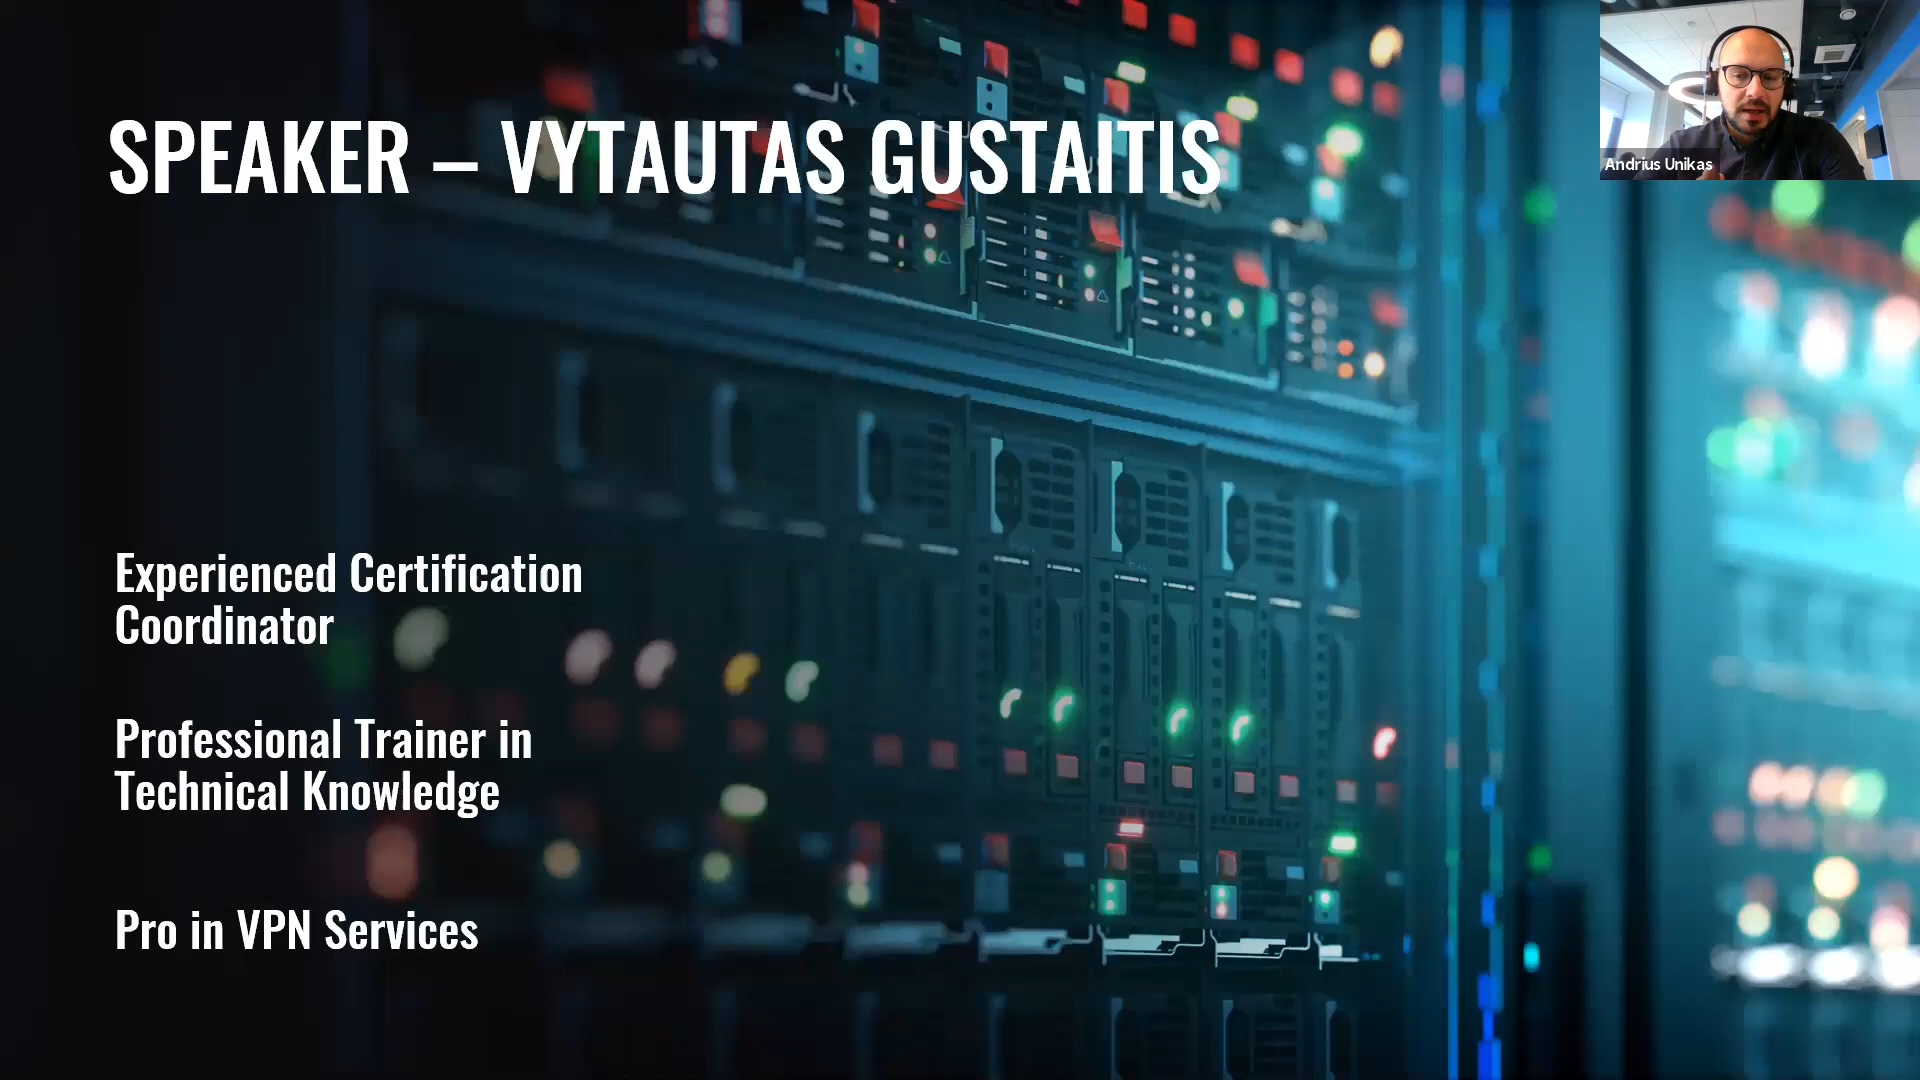 SPEAKER – VYTAUTAS GUSTAITIS
Andrius Unikas
Experienced Certification
Coordinator
Professional Trainer in
Technical Knowledge
Pro in VPN Services